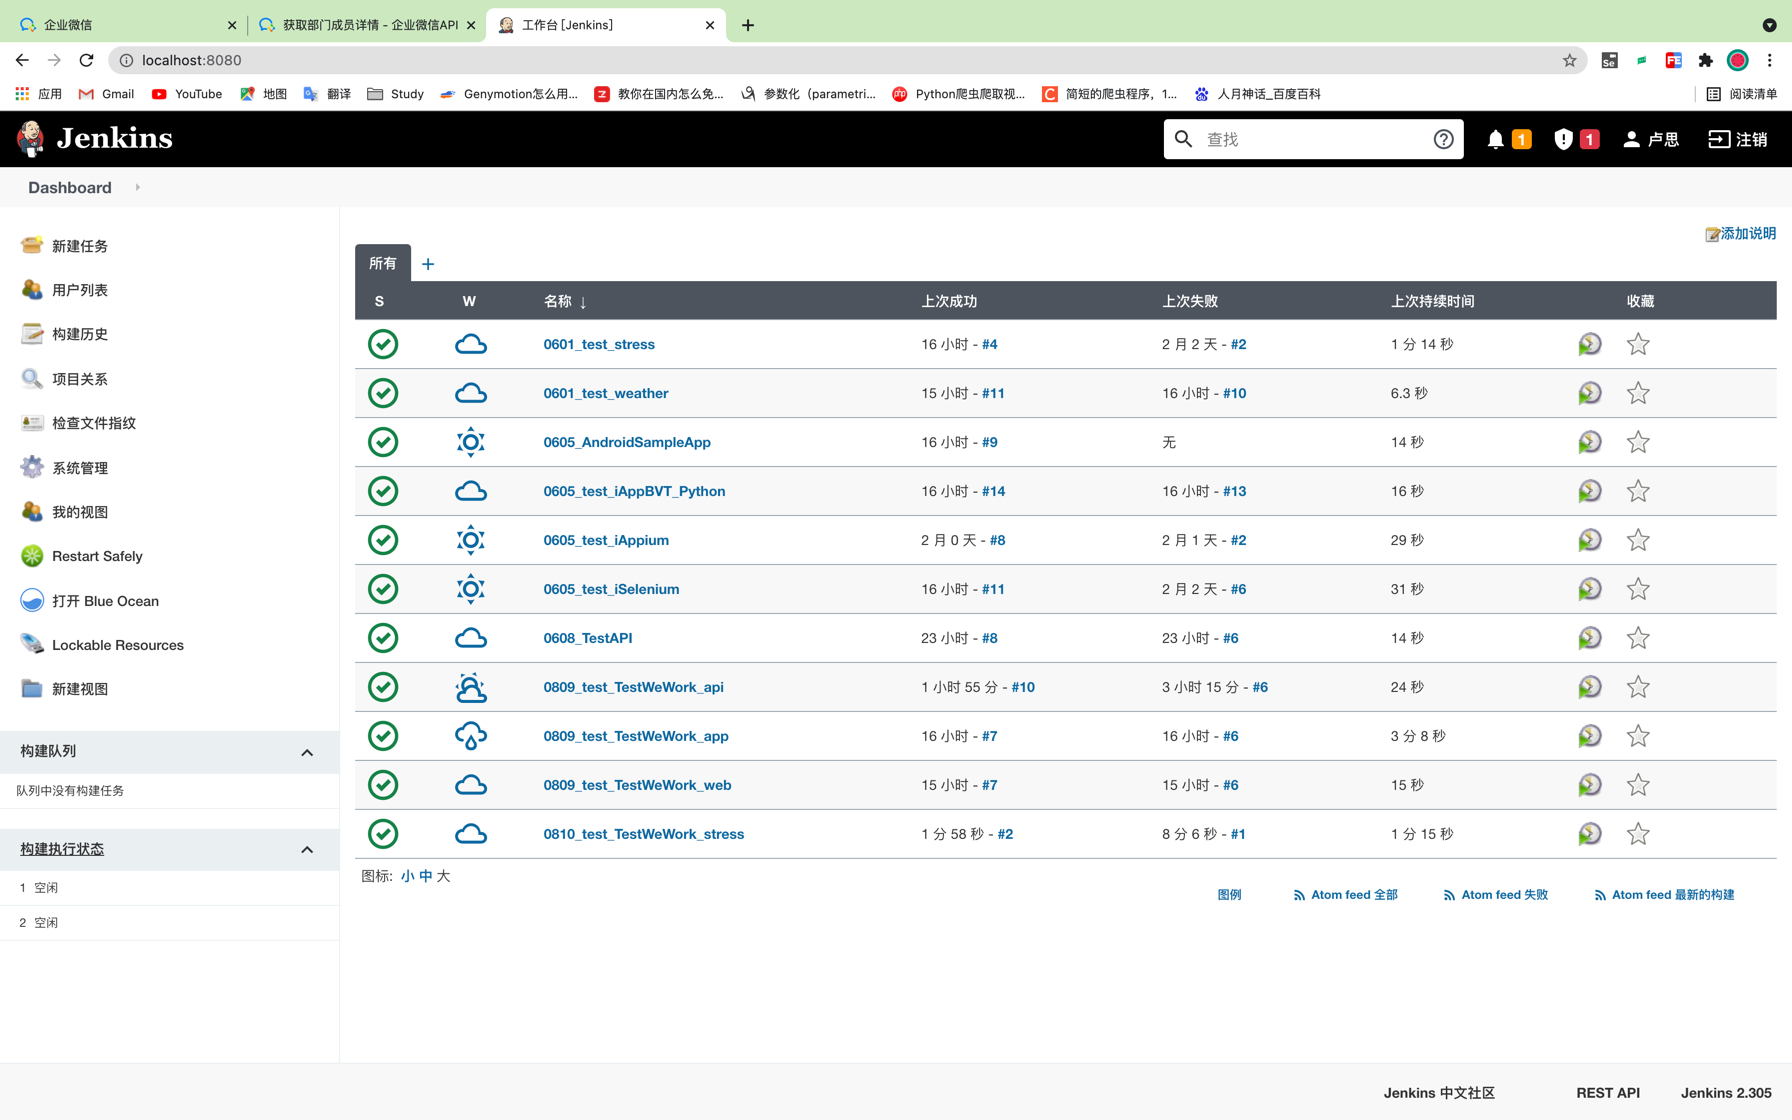 企业微信
获取部门成员详情 - 企业微信API
工作台 [Jenkins]
localhost:8080
应用 Gmail YouTube 地图 翻译 Study Genymotion怎么用... 教你在国内怎么免... 参数化（parametri... Python爬虫爬取视... 简短的爬虫程序，1... 人月神话_百度百科 阅读清单
Jenkins
查找
1
1
卢思
注销
Dashboard
添加说明
新建任务
用户列表
构建历史
项目关系
检查文件指纹
系统管理
我的视图
Restart Safely
打开 Blue Ocean
Lockable Resources
新建视图
构建队列
队列中没有构建任务
构建执行状态
1 空闲
2 空闲
所有 +
S W 名称 ↓ 上次成功 上次失败 上次持续时间 收藏
0601_test_stress 16 小时 - #4 2 月 2 天 - #2 1 分 14 秒
0601_test_weather 15 小时 - #11 16 小时 - #10 6.3 秒
0605_AndroidSampleApp 16 小时 - #9 无 14 秒
0605_test_iAppBVT_Python 16 小时 - #14 16 小时 - #13 16 秒
0605_test_iAppium 2 月 0 天 - #8 2 月 1 天 - #2 29 秒
0605_test_iSelenium 16 小时 - #11 2 月 2 天 - #6 31 秒
0608_TestAPI 23 小时 - #8 23 小时 - #6 14 秒
0809_test_TestWeWork_api 1 小时 55 分 - #10 3 小时 15 分 - #6 24 秒
0809_test_TestWeWork_app 16 小时 - #7 16 小时 - #6 3 分 8 秒
0809_test_TestWeWork_web 15 小时 - #7 15 小时 - #6 15 秒
0810_test_TestWeWork_stress 1 分 58 秒 - #2 8 分 6 秒 - #1 1 分 15 秒
图标: 小 中 大
图例 Atom feed 全部 Atom feed 失败 Atom feed 最新的构建
Jenkins 中文社区 REST API Jenkins 2.305